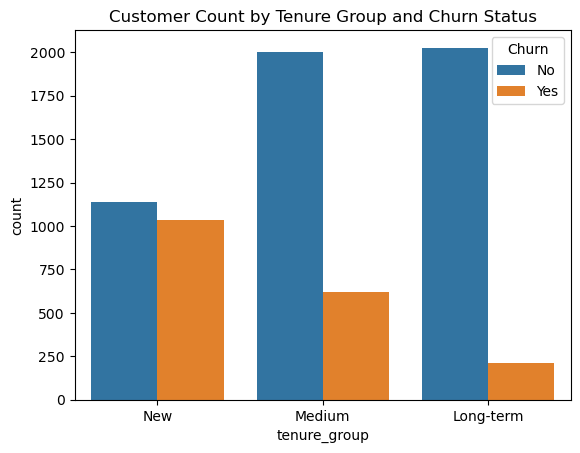 Customer Count by Tenure Group and Churn Status
Churn
No
Yes
2000
1750
1500
1250
1000
750
500
250
0
count
New Medium Long-term
tenure_group